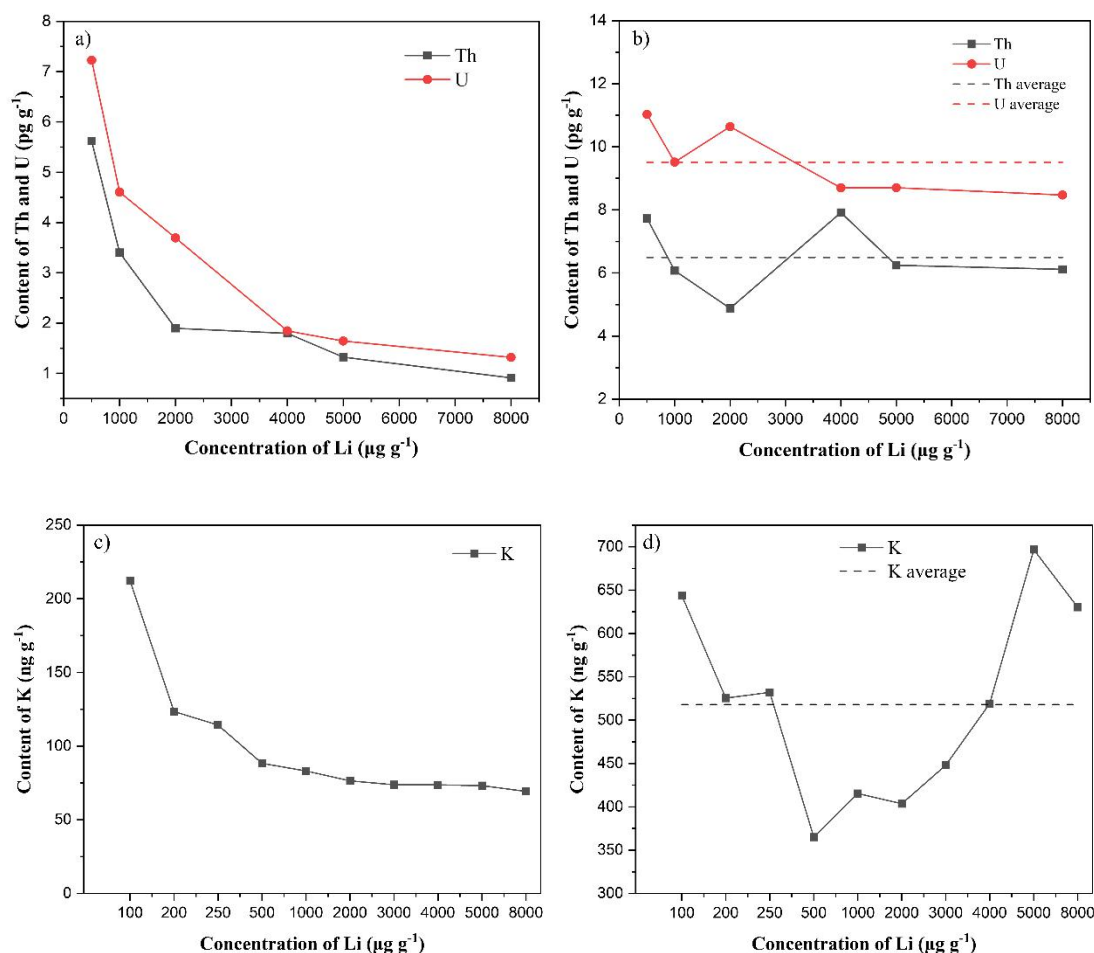 a)
Th
U
8
7
6
5
4
3
2
1
Content of Th and U (pg g⁻¹)
0 1000 2000 3000 4000 5000 6000 7000 8000
Concentration of Li (μg g⁻¹)
b)
Th
U
Th average
U average
14
12
10
8
6
4
2
Content of Th and U (pg g⁻¹)
0 1000 2000 3000 4000 5000 6000 7000 8000
Concentration of Li (μg g⁻¹)
c)
K
250
200
150
100
50
0
Content of K (ng g⁻¹)
100 200 250 500 1000 2000 3000 4000 5000 8000
Concentration of Li (μg g⁻¹)
d)
K
K average
700
650
600
550
500
450
400
350
300
Content of K (ng g⁻¹)
100 200 250 500 1000 2000 3000 4000 5000 8000
Concentration of Li (μg g⁻¹)